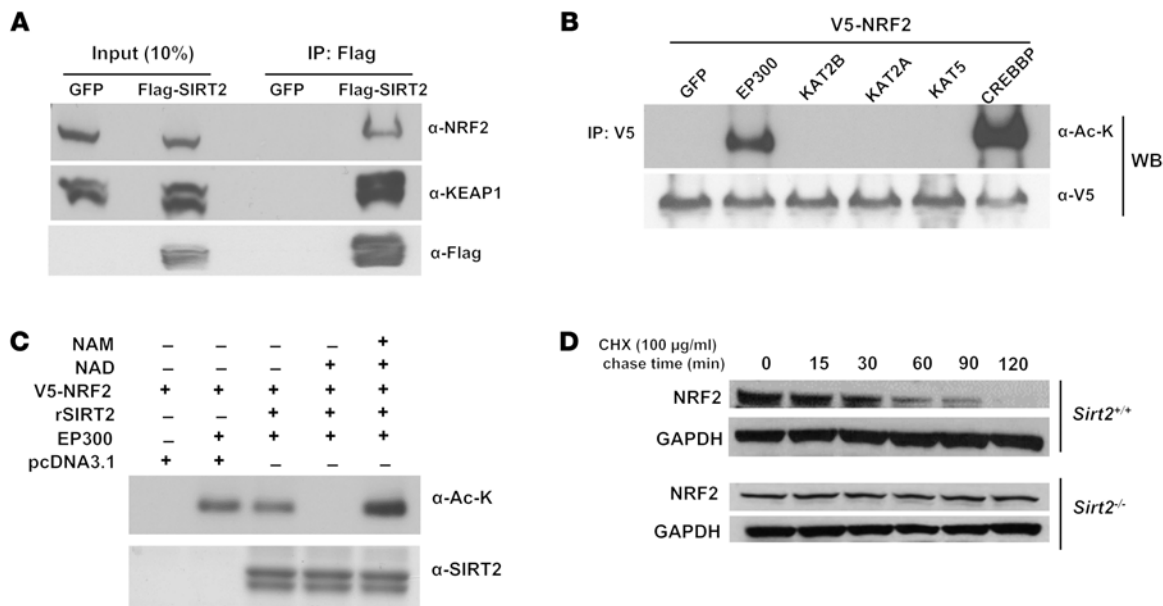 A
Input (10%) IP: Flag
GFP Flag-SIRT2 GFP Flag-SIRT2
α-NRF2
α-KEAP1
α-Flag
B
V5-NRF2
GFP EP300 KAT2B KAT2A KAT5 CREBBP
IP: V5 α-Ac-K
α-V5
WB
C
NAM – – – – +
NAD – – – + +
V5-NRF2 + + + + +
rSIRT2 – – + + +
EP300 – + + + +
pcDNA3.1 + + – – –
α-Ac-K
α-SIRT2
D
CHX (100 µg/ml)
chase time (min) 0 15 30 60 90 120
NRF2
GAPDH
Sirt2+/+
NRF2
GAPDH
Sirt2-/-